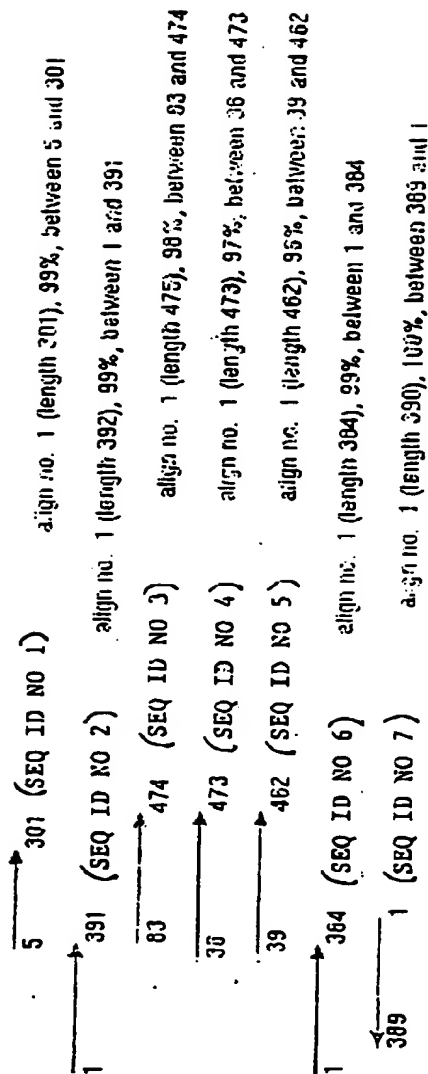 5 301 (SEQ ID NO 1) align no. 1 (length 301), 99%, between 5 and 301
1 391 (SEQ ID NO 2) align no. 1 (length 392), 99%, between 1 and 391
83 474 (SEQ ID NO 3) align no. 1 (length 475), 98%, between 83 and 474
36 473 (SEQ ID NO 4) align no. 1 (length 473), 97%, between 36 and 473
39 462 (SEQ ID NO 5) align no. 1 (length 462), 96%, between 39 and 462
1 384 (SEQ ID NO 6) align no. 1 (length 384), 99%, between 1 and 384
389 1 (SEQ ID NO 7) align no. 1 (length 390), 100%, between 389 and 1